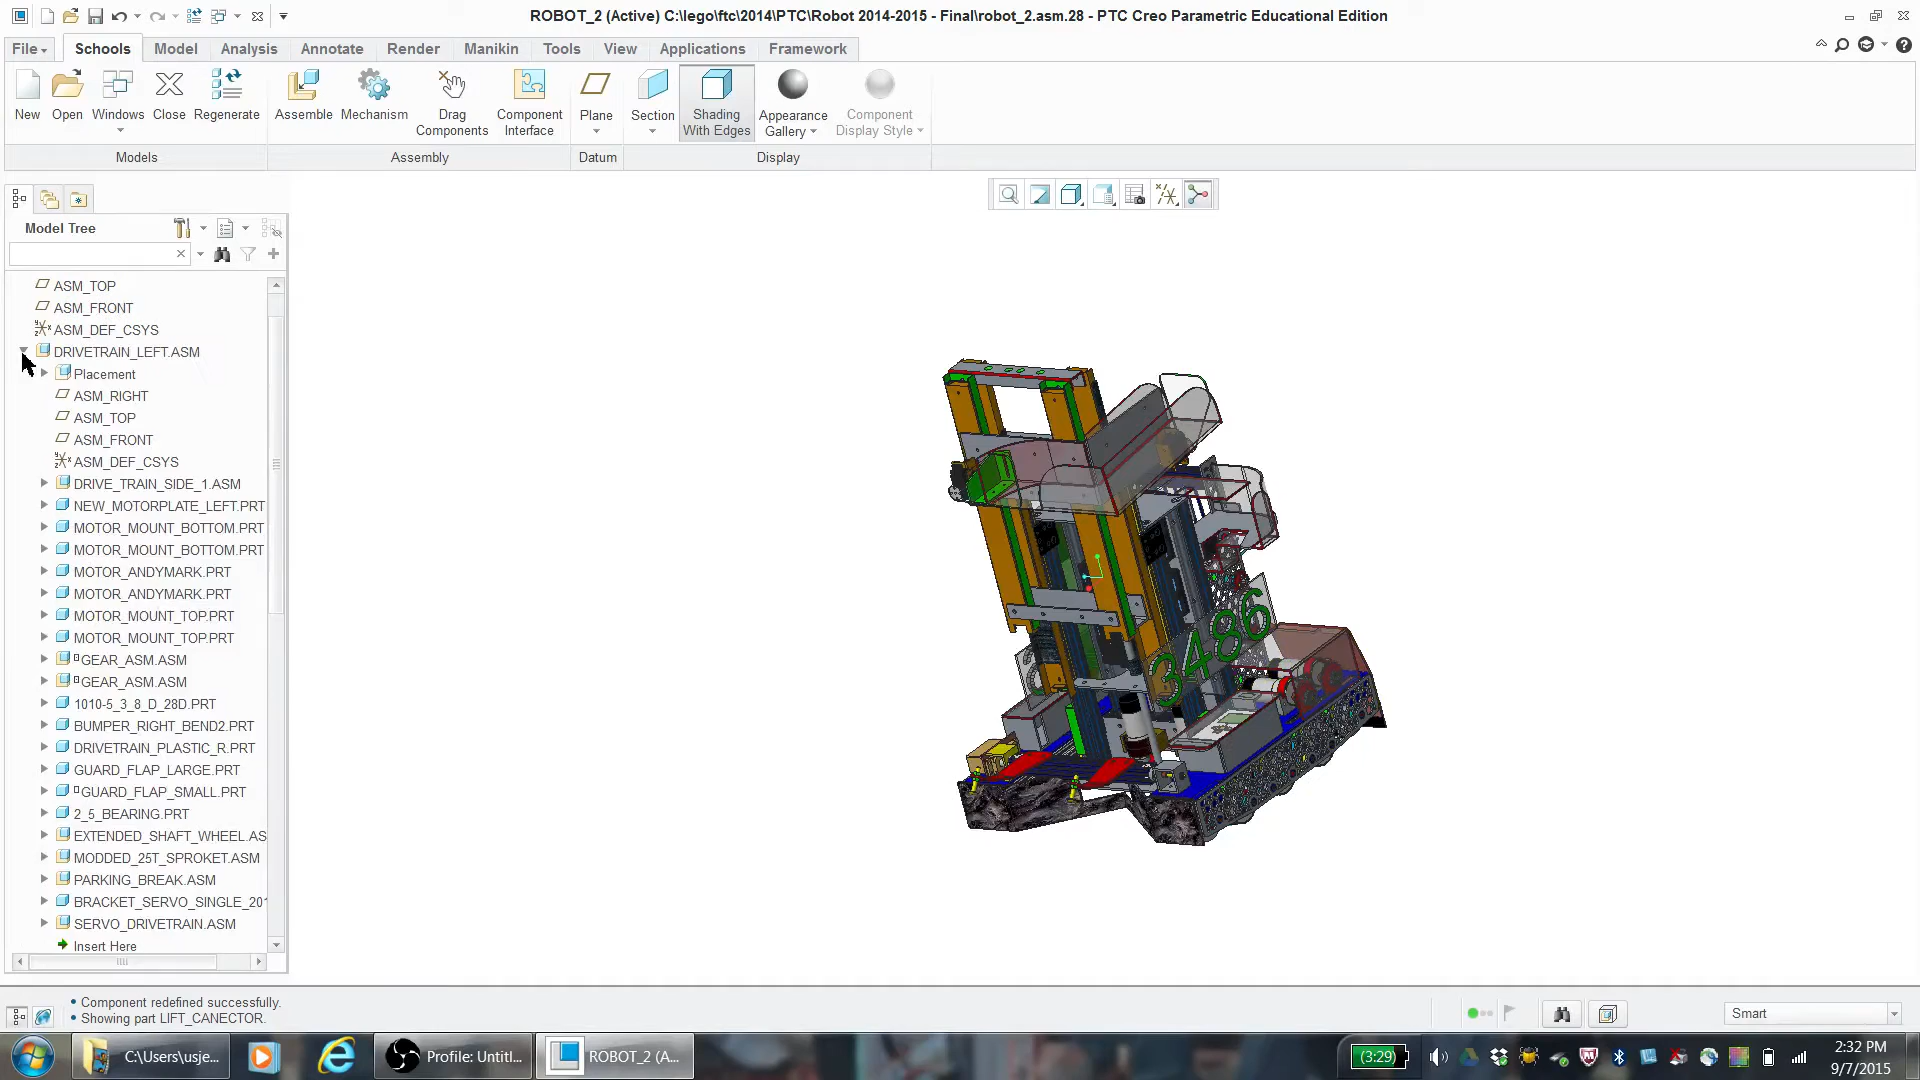 ROBOT_2 (Active) C:\lego\ftc\2014\PTC\Robot 2014-2015 - Final\robot_2.asm.28 - PTC Creo Parametric Educational Edition
File Schools Model Analysis Annotate Render Manikin Tools View Applications Framework
New Open Windows Close Regenerate Assemble Mechanism Drag Components Component Interface Plane Section Shading With Edges Appearance Gallery Component Display Style
Models Assembly Datum Display
Model Tree
ASM_TOP
ASM_FRONT
ASM_DEF_CSYS
DRIVETRAIN_LEFT.ASM
Placement
ASM_RIGHT
ASM_TOP
ASM_FRONT
ASM_DEF_CSYS
DRIVE_TRAIN_SIDE_1.ASM
NEW_MOTORPLATE_LEFT.PRT
MOTOR_MOUNT_BOTTOM.PRT
MOTOR_MOUNT_BOTTOM.PRT
MOTOR_ANDYMARK.PRT
MOTOR_ANDYMARK.PRT
MOTOR_MOUNT_TOP.PRT
MOTOR_MOUNT_TOP.PRT
GEAR_ASM.ASM
GEAR_ASM.ASM
1010-5_3_8_D_28D.PRT
BUMPER_RIGHT_BEND2.PRT
DRIVETRAIN_PLASTIC_R.PRT
GUARD_FLAP_LARGE.PRT
GUARD_FLAP_SMALL.PRT
2_5_BEARING.PRT
EXTENDED_SHAFT_WHEEL.AS
MODDED_25T_SPROKET.ASM
PARKING_BREAK.ASM
BRACKET_SERVO_SINGLE_201
SERVO_DRIVETRAIN.ASM
Insert Here
3486
• Component redefined successfully.
• Showing part LIFT_CANECTOR.
Smart
C:\Users\usje...
Profile: Untitl...
ROBOT_2 (A...
(3:29)
2:32 PM
9/7/2015